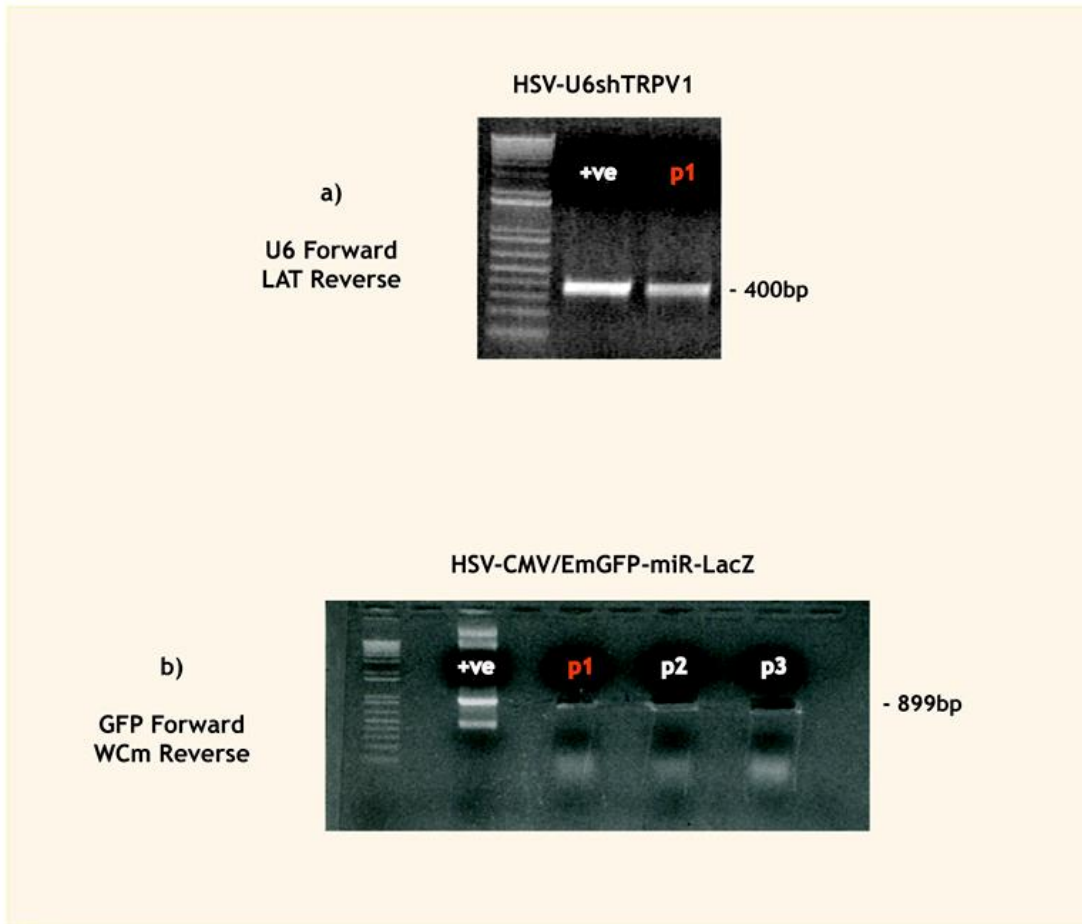 HSV-U6shTRPV1
a)
+ve p1
U6 Forward
LAT Reverse
- 400bp
HSV-CMV/EmGFP-miR-LacZ
b)
+ve p1 p2 p3
- 899bp
GFP Forward
WCm Reverse